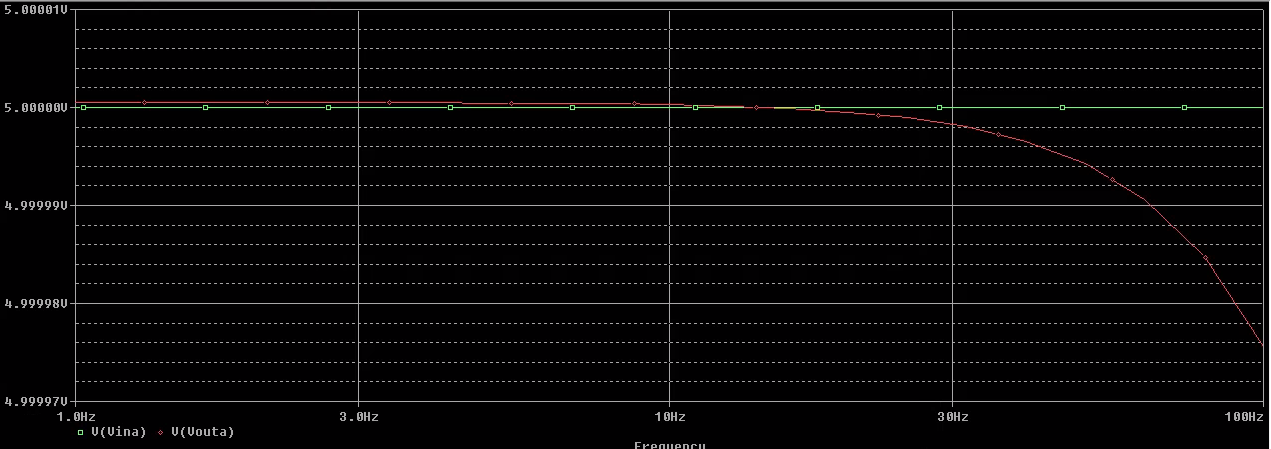 5.00001V
5.00000V
4.99999V
4.99998V
4.99997V
1.0Hz 3.0Hz 10Hz 30Hz 100Hz
V(Vina) V(Vouta)
Frequency